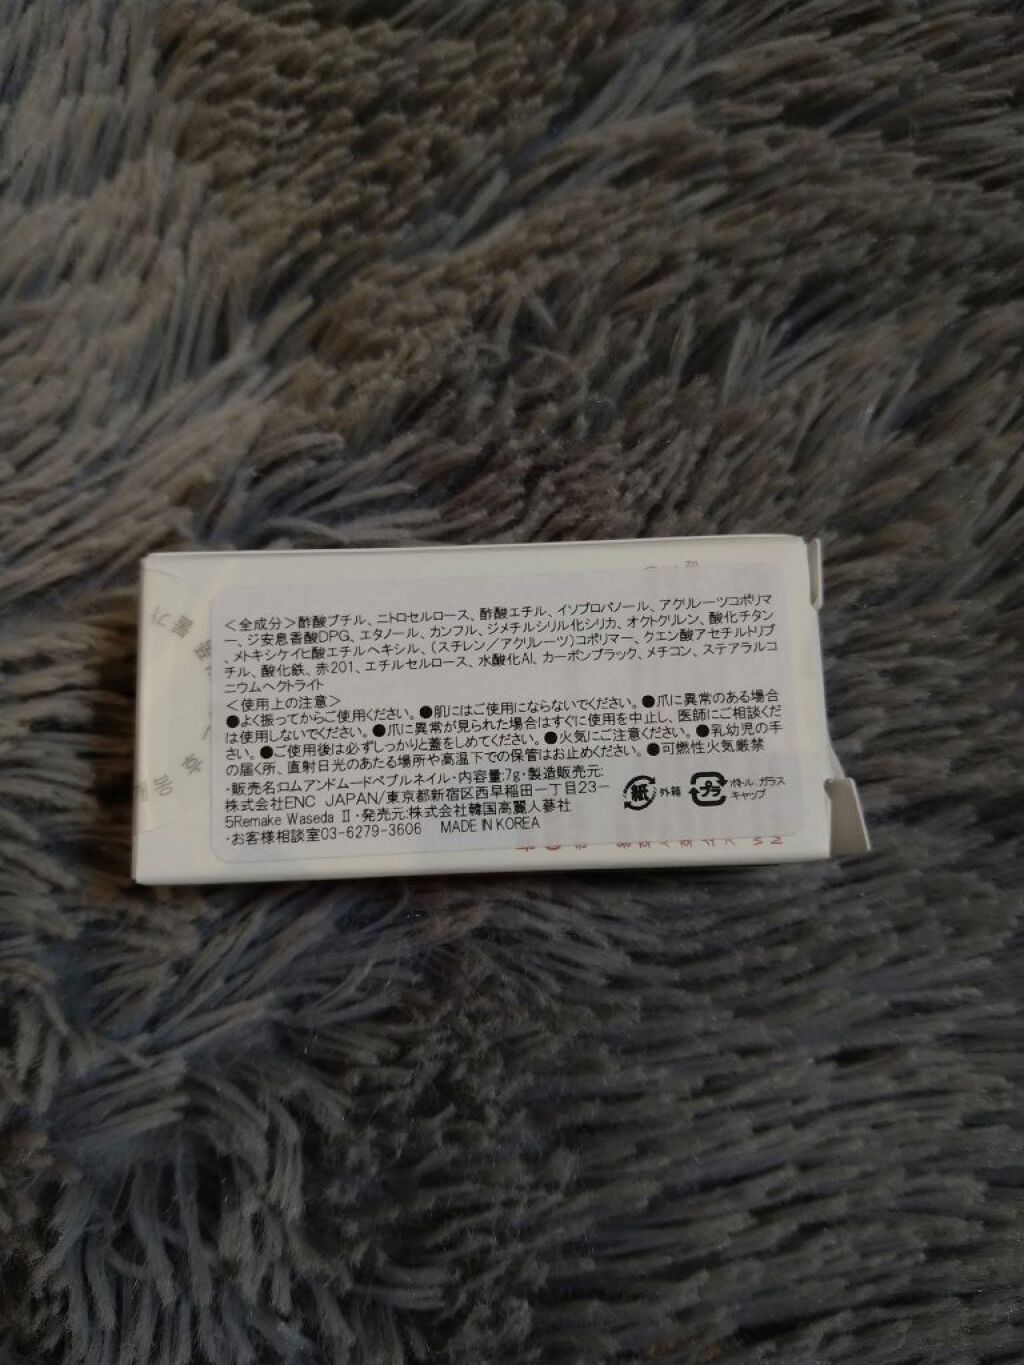 ＜全成分＞酢酸ブチル、ニトロセルロース、酢酸エチル、イソプロパノール、アクリレーツコポリマ
ー、ジ安息香酸DPG、エタノール、カンフル、ジメチルシリル化シリカ、オクトクリレン、酸化チタン
、メトキシケイヒ酸エチルヘキシル、(スチレン／アクリレーツ)コポリマー、クエン酸アセチルトリブ
チル、酸化鉄、赤201、エチルセルロース、水酸化Al、カーボンブラック、メチコン、ステアラルコ
ニウムヘクトライト
＜使用上の注意＞
●よく振ってからご使用ください。●肌にはご使用にならないでください。●爪に異常のある場合
は使用しないでください。●爪に異常が見られた場合はすぐに使用を中止し、医師にご相談くだ
さい。●ご使用後は必ずしっかりと蓋をしめてください。●火気にご注意ください。●乳幼児の手
の届く所、直射日光のあたる場所や高温下での保管はお止めください。●可燃性火気厳禁
・販売名:ロムアンドムードペブルネイル・内容量:7g・製造販売元:
株式会社ENC JAPAN/東京都新宿区西早稲田一丁目23－
5Remake Waseda Ⅱ・発売元:株式会社韓国高麗人蔘社
・お客様相談室03-6279-3606 MADE IN KOREA
紙 外箱
プラ ボトル、ガラス
キャップ